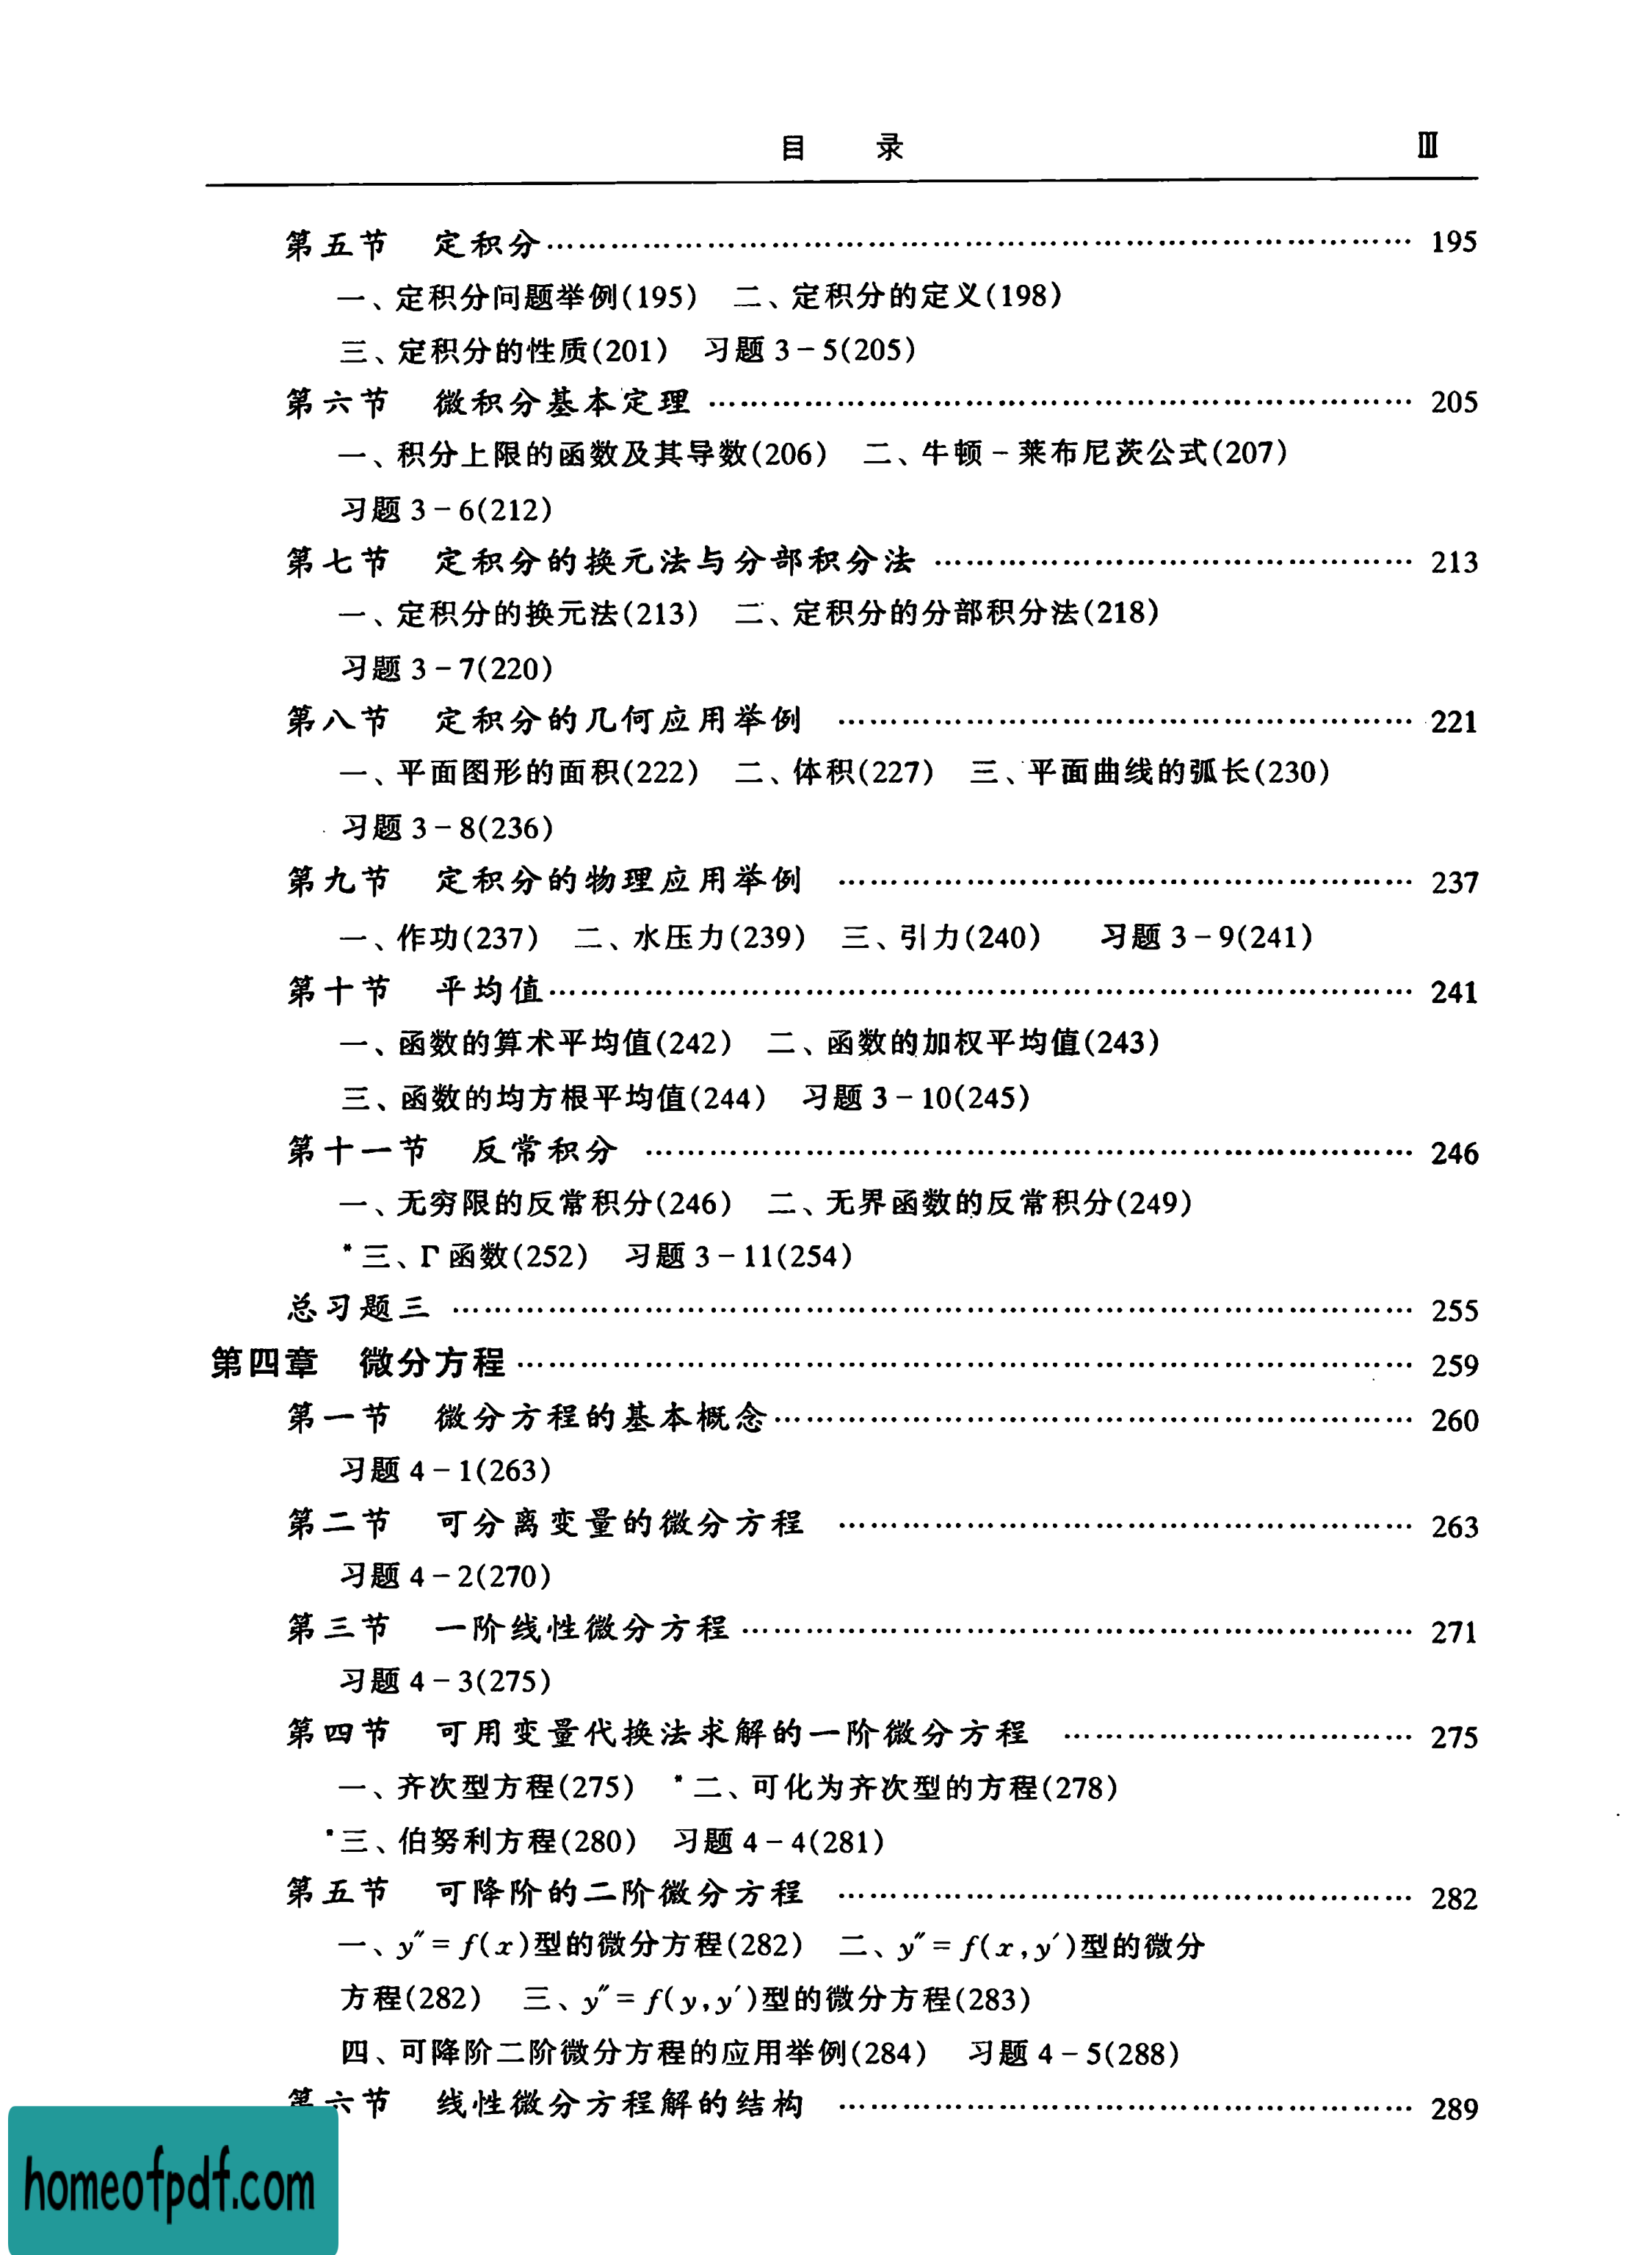 目 录 Ⅲ
第五节 定积分…………………………………………………… 195
一、定积分问题举例(195) 二、定积分的定义(198)
三、定积分的性质(201) 习题 3-5(205)
第六节 微积分基本定理 ………………………………………… 205
一、积分上限的函数及其导数(206) 二、牛顿-莱布尼茨公式(207)
习题 3-6(212)
第七节 定积分的换元法与分部积分法 ………………………… 213
一、定积分的换元法(213) 二、定积分的分部积分法(218)
习题 3-7(220)
第八节 定积分的几何应用举例 ………………………………… 221
一、平面图形的面积(222) 二、体积(227) 三、平面曲线的弧长(230)
习题 3-8(236)
第九节 定积分的物理应用举例 ………………………………… 237
一、作功(237) 二、水压力(239) 三、引力(240) 习题 3-9(241)
第十节 平均值…………………………………………………… 241
一、函数的算术平均值(242) 二、函数的加权平均值(243)
三、函数的均方根平均值(244) 习题 3-10(245)
第十一节 反常积分 ……………………………………………… 246
一、无穷限的反常积分(246) 二、无界函数的反常积分(249)
*三、Γ 函数(252) 习题 3-11(254)
总习题三 ………………………………………………………… 255
第四章 微分方程………………………………………………… 259
第一节 微分方程的基本概念…………………………………… 260
习题 4-1(263)
第二节 可分离变量的微分方程 ………………………………… 263
习题 4-2(270)
第三节 一阶线性微分方程……………………………………… 271
习题 4-3(275)
第四节 可用变量代换法求解的一阶微分方程 ………………… 275
一、齐次型方程(275) *二、可化为齐次型的方程(278)
*三、伯努利方程(280) 习题 4-4(281)
第五节 可降阶的二阶微分方程 ………………………………… 282
一、y″=f(x)型的微分方程(282) 二、y″=f(x,y′)型的微分
方程(282) 三、y″=f(y,y′)型的微分方程(283)
四、可降阶二阶微分方程的应用举例(284) 习题 4-5(288)
第六节 线性微分方程解的结构 ………………………………… 289
homeofpdf.com